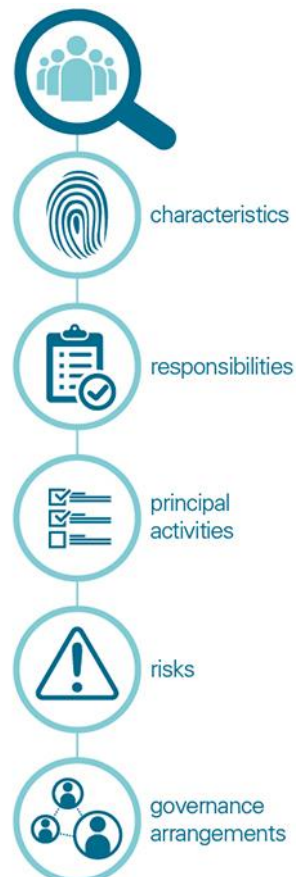 characteristics
responsibilities
principal
activities
risks
governance
arrangements